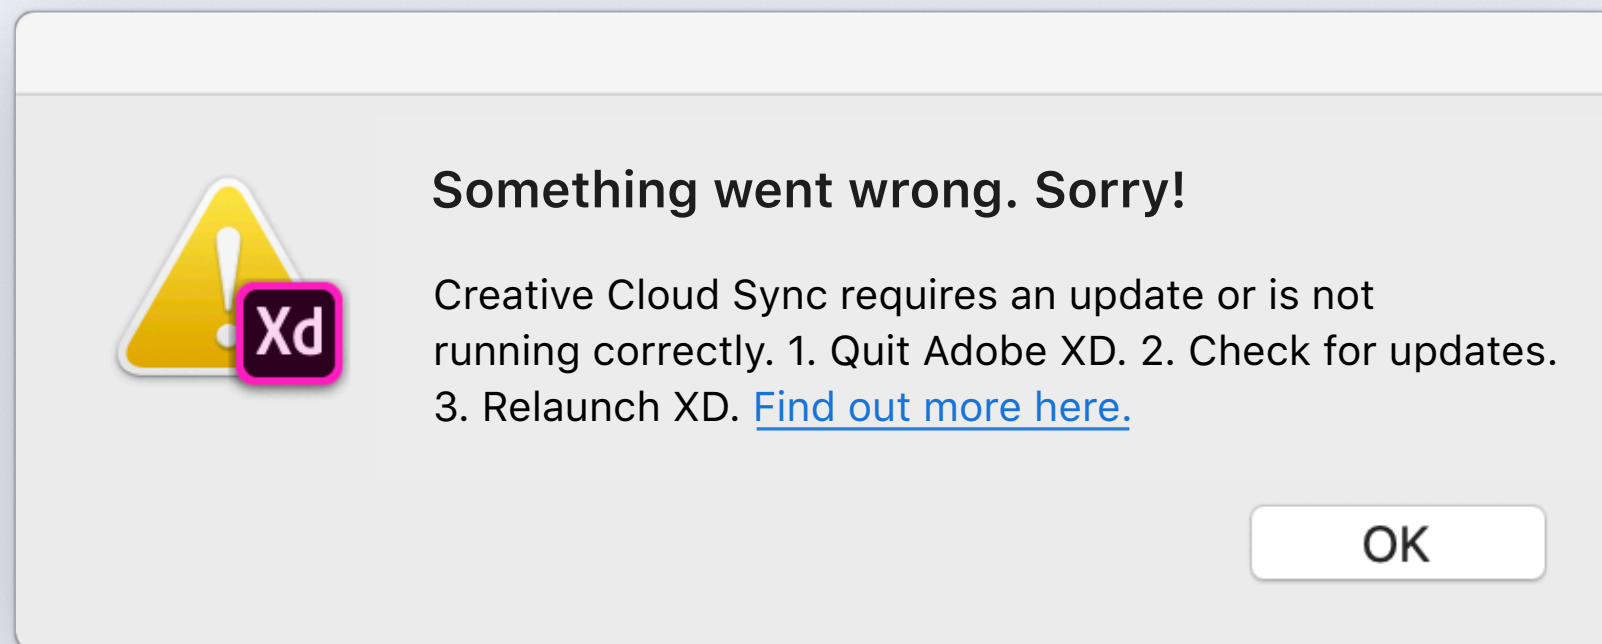 Something went wrong. Sorry!
Xd
Creative Cloud Sync requires an update or is not
running correctly. 1. Quit Adobe XD. 2. Check for updates.
3. Relaunch XD. Find out more here.
OK